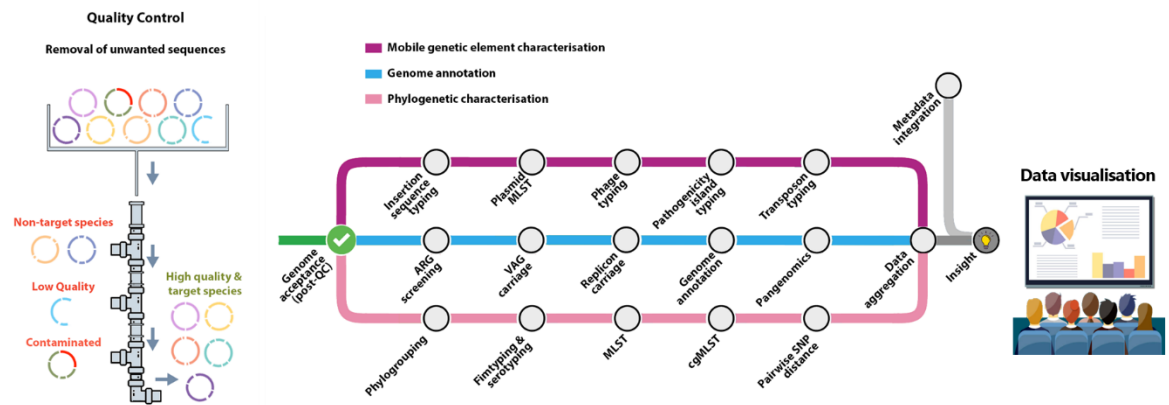 Quality Control
Removal of unwanted sequences
Non-target species
Low Quality
Contaminated
High quality &
target species
Mobile genetic element characterisation
Genome annotation
Phylogenetic characterisation
Genome
acceptance
(post-QC)
Insertion
sequence
typing
Plasmid
MLST
Phage
typing
Pathogenicity
island
typing
Transposon
typing
ARG
screening
VAG
carriage
Replicon
carriage
Genome
annotation
Pangenomics
Data
aggregation
Phylogrouping
Fimtyping &
serotyping
MLST
cgMLST
Pairwise SNP
distance
Metadata
integration
Insight
Data visualisation